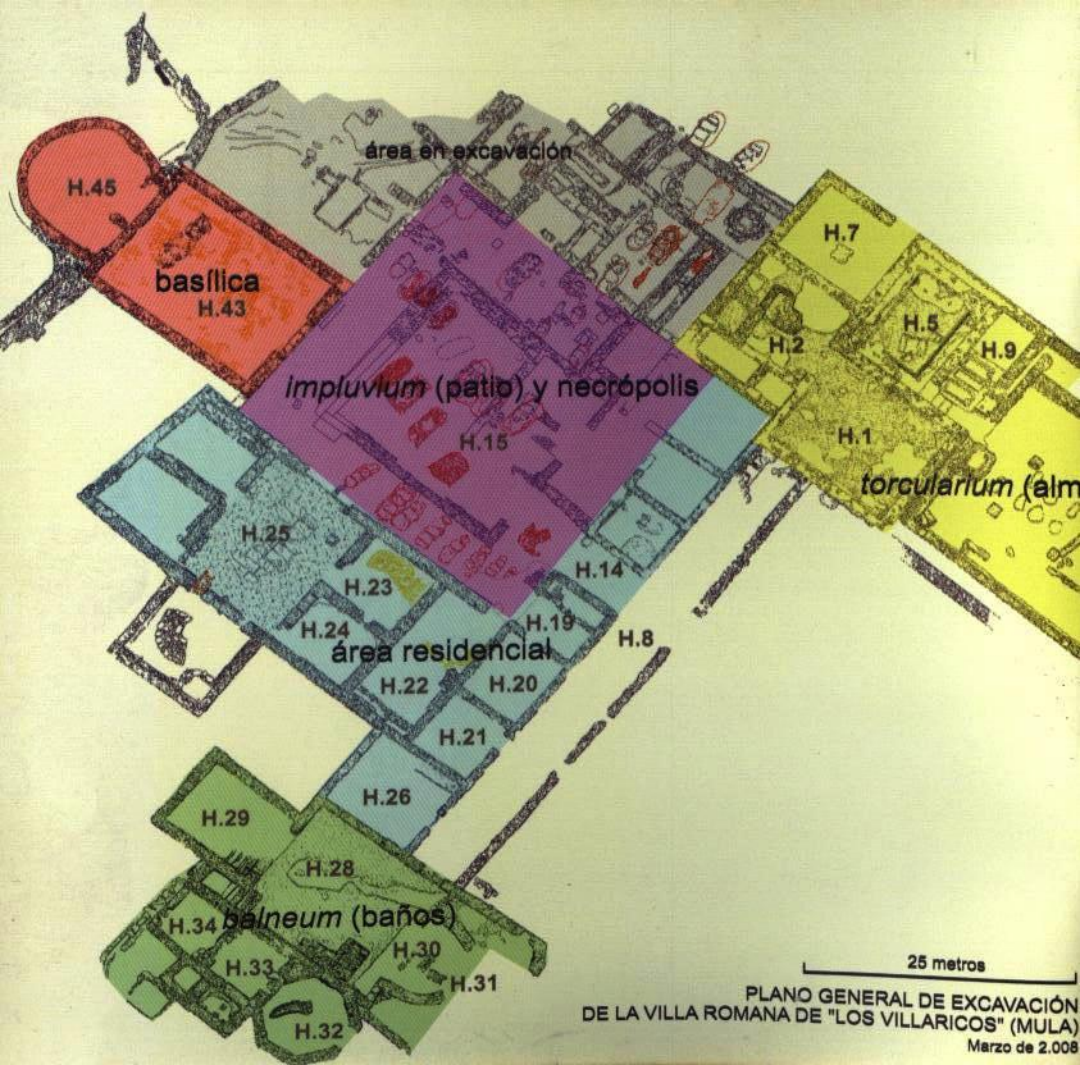 área en excavación
H.45
H.7
basílica
H.43
H.5
H.2
H.9
impluvium (patio) y necrópolis
H.15
H.1
torcularium (alm
H.25
H.14
H.23
H.24
H.19
H.8
área residencial
H.22
H.20
H.21
H.26
H.29
H.28
balneum (baños)
H.34
H.30
H.33
H.31
H.32
25 metros
PLANO GENERAL DE EXCAVACIÓN
DE LA VILLA ROMANA DE "LOS VILLARICOS" (MULA)
Marzo de 2.008